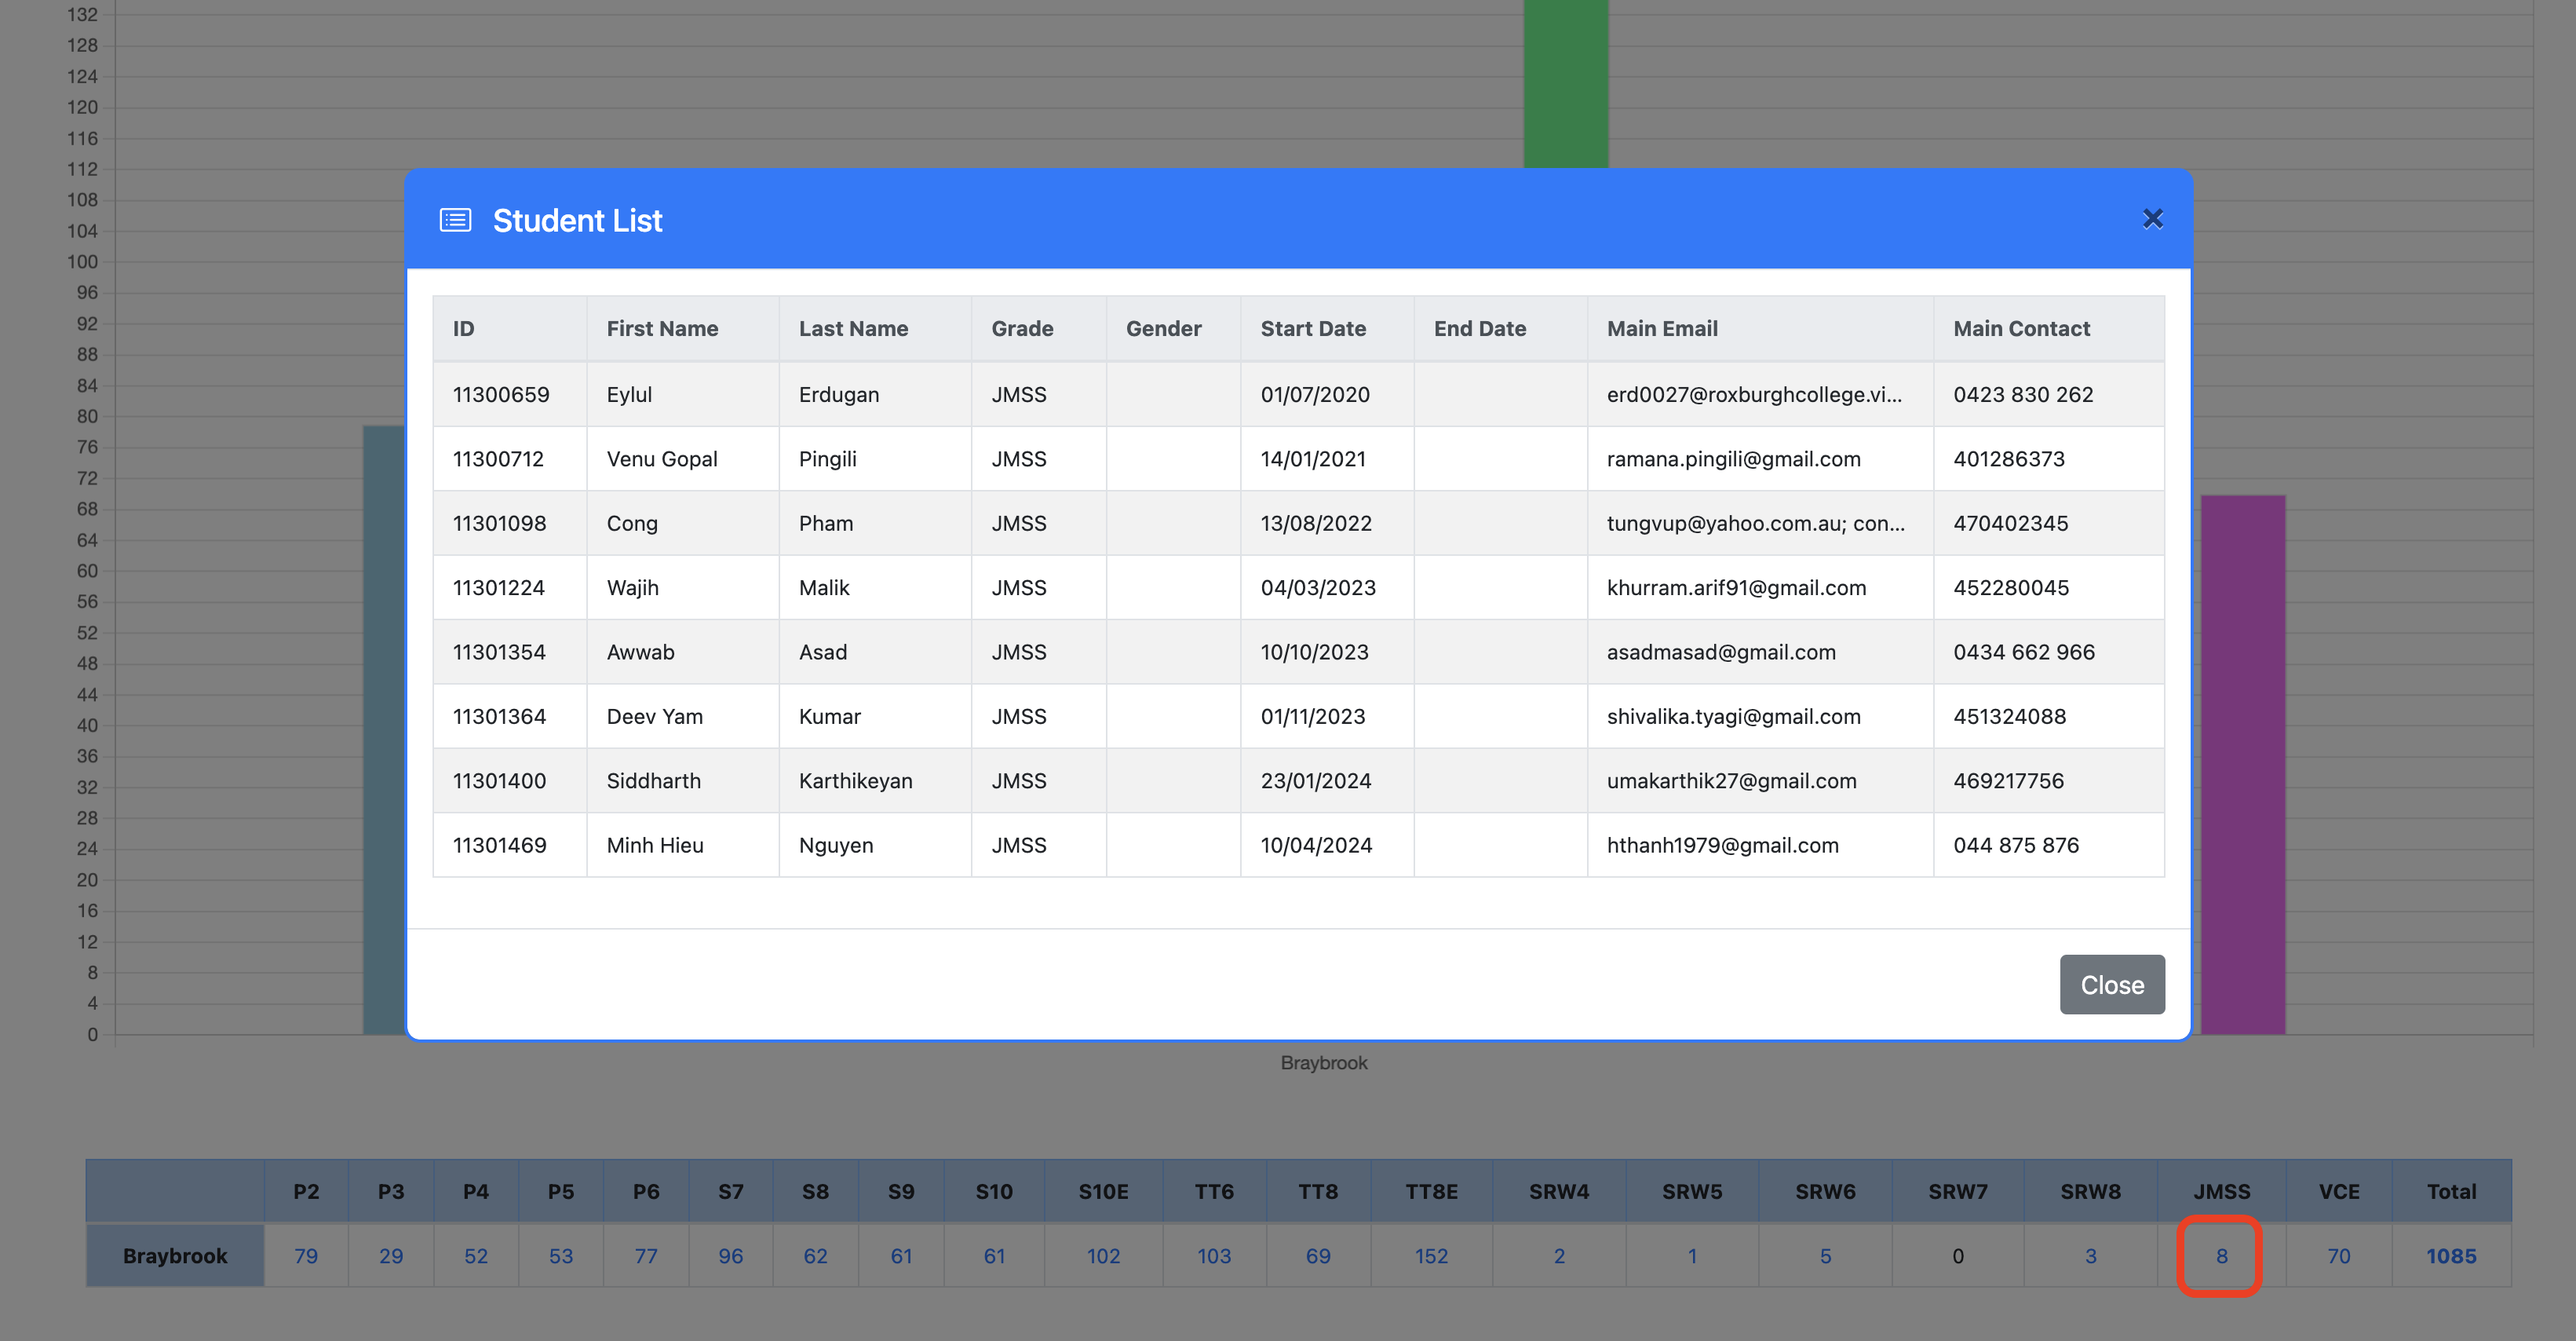 132
128
124
120
116
112
108
104
100
96
92
88
84
80
76
72
68
64
60
56
52
48
44
40
36
32
28
24
20
16
12
8
4
0
Student List
×
ID First Name Last Name Grade Gender Start Date End Date Main Email Main Contact
11300659 Eylul Erdugan JMSS 01/07/2020 erd0027@roxburghcollege.vi... 0423 830 262
11300712 Venu Gopal Pingili JMSS 14/01/2021 ramana.pingili@gmail.com 401286373
11301098 Cong Pham JMSS 13/08/2022 tungvup@yahoo.com.au; con... 470402345
11301224 Wajih Malik JMSS 04/03/2023 khurram.arif91@gmail.com 452280045
11301354 Awwab Asad JMSS 10/10/2023 asadmasad@gmail.com 0434 662 966
11301364 Deev Yam Kumar JMSS 01/11/2023 shivalika.tyagi@gmail.com 451324088
11301400 Siddharth Karthikeyan JMSS 23/01/2024 umakarthik27@gmail.com 469217756
11301469 Minh Hieu Nguyen JMSS 10/04/2024 hthanh1979@gmail.com 044 875 876
Close
Braybrook
P2 P3 P4 P5 P6 S7 S8 S9 S10 S10E TT6 TT8 TT8E SRW4 SRW5 SRW6 SRW7 SRW8 JMSS VCE Total
Braybrook 79 29 52 53 77 96 62 61 61 102 103 69 152 2 1 5 0 3 8 70 1085